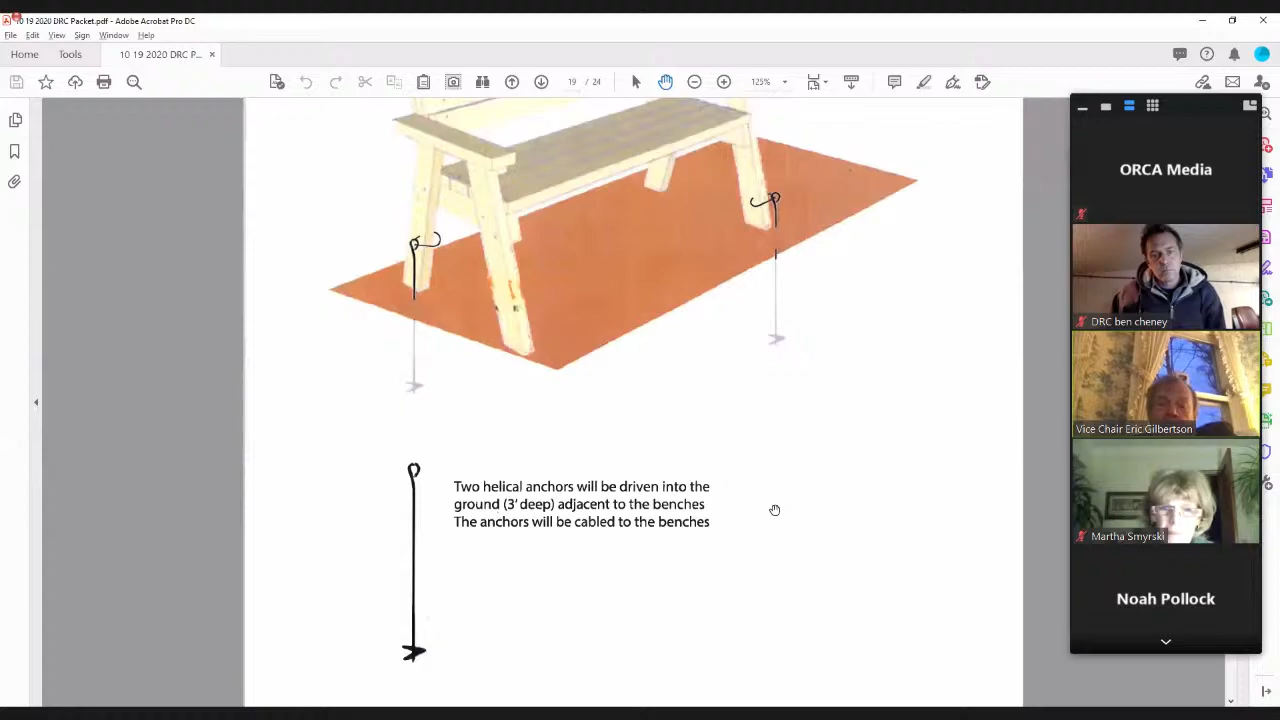 10 19 2020 DRC Packet.pdf - Adobe Acrobat Pro DC
File Edit View Sign Window Help
Home Tools 10 19 2020 DRC P... ×
19 / 24 125%
ORCA Media
DRC ben cheney
Vice Chair Eric Gilbertson
Martha Smyrski
Noah Pollock
Two helical anchors will be driven into the
ground (3' deep) adjacent to the benches
The anchors will be cabled to the benches